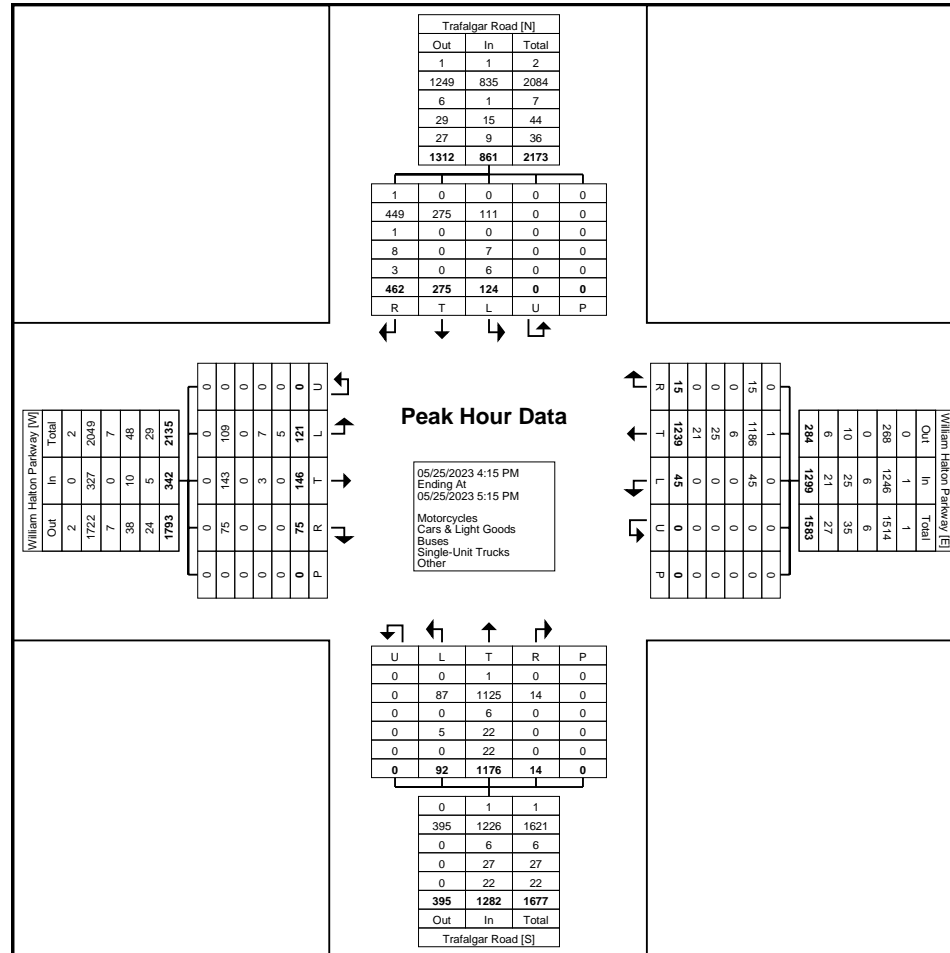 Trafalgar Road [N]
Out In Total
1 1 2
1249 835 2084
6 1 7
29 15 44
27 9 36
1312 861 2173
1 0 0 0 0
449 275 111 0 0
1 0 0 0 0
8 0 7 0 0
3 0 6 0 0
462 275 124 0 0
R T L U P
William Halton Parkway [W]
Out In Total
2 0 2
1722 327 2049
7 0 7
38 10 48
24 5 29
1793 342 2135
U L T R P
0 121 146 75 0
0 5 0 0 0
0 7 3 0 0
0 0 0 0 0
0 109 143 75 0
0 0 0 0 0
Peak Hour Data
05/25/2023 4:15 PM
Ending At
05/25/2023 5:15 PM
Motorcycles
Cars & Light Goods
Buses
Single-Unit Trucks
Other
William Halton Parkway [E]
Out In Total
0 1 1
268 1246 1514
0 6 6
10 25 35
6 21 27
284 1299 1583
0 1 0 0 0
15 1186 45 0 0
0 6 0 0 0
0 25 0 0 0
0 21 0 0 0
15 1239 45 0 0
R T L U P
U L T R P
0 0 1 0 0
0 87 1125 14 0
0 0 6 0 0
0 5 22 0 0
0 0 22 0 0
0 92 1176 14 0
0 1 1
395 1226 1621
0 6 6
0 27 27
0 22 22
395 1282 1677
Out In Total
Trafalgar Road [S]